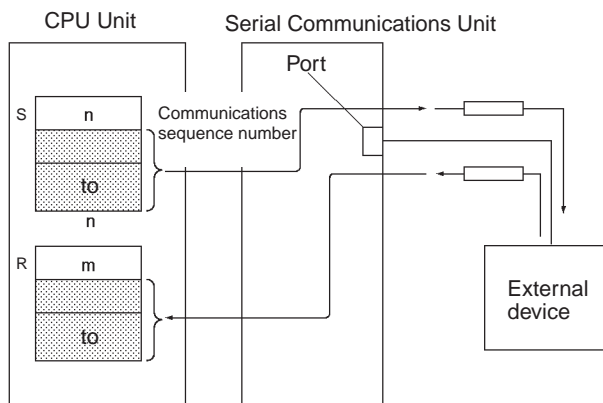 CPU Unit
Serial Communications Unit
Port
S
n
Communications
sequence number
to
n
R
m
to
External
device